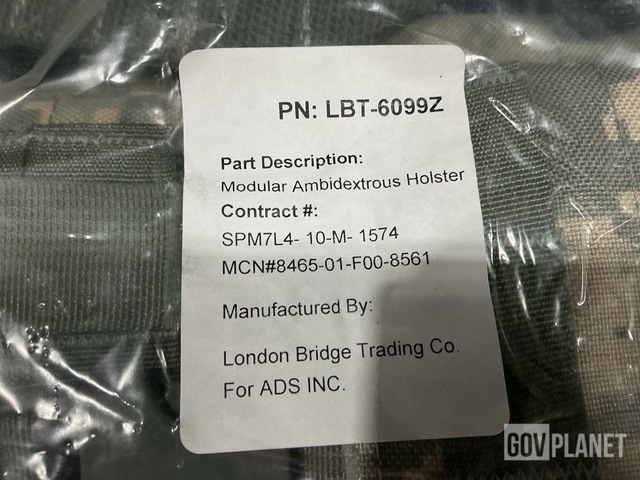 PN: LBT-6099Z
Part Description:
Modular Ambidextrous Holster
Contract #:
SPM7L4- 10-M- 1574
MCN#8465-01-F00-8561
Manufactured By:
London Bridge Trading Co.
For ADS INC.
GOVPLANET